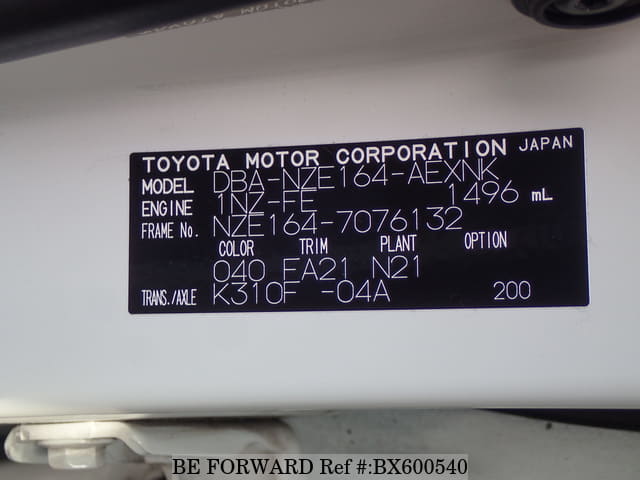 TOYOTA MOTOR CORPORATION JAPAN
MODEL DBA-NZE164-AEXNK
ENGINE 1NZ-FE 1496 mL
FRAME No. NZE164-7076132
COLOR TRIM PLANT OPTION
040 FA21 N21
TRANS./AXLE K310F -04A 200
BE FORWARD Ref #:BX600540